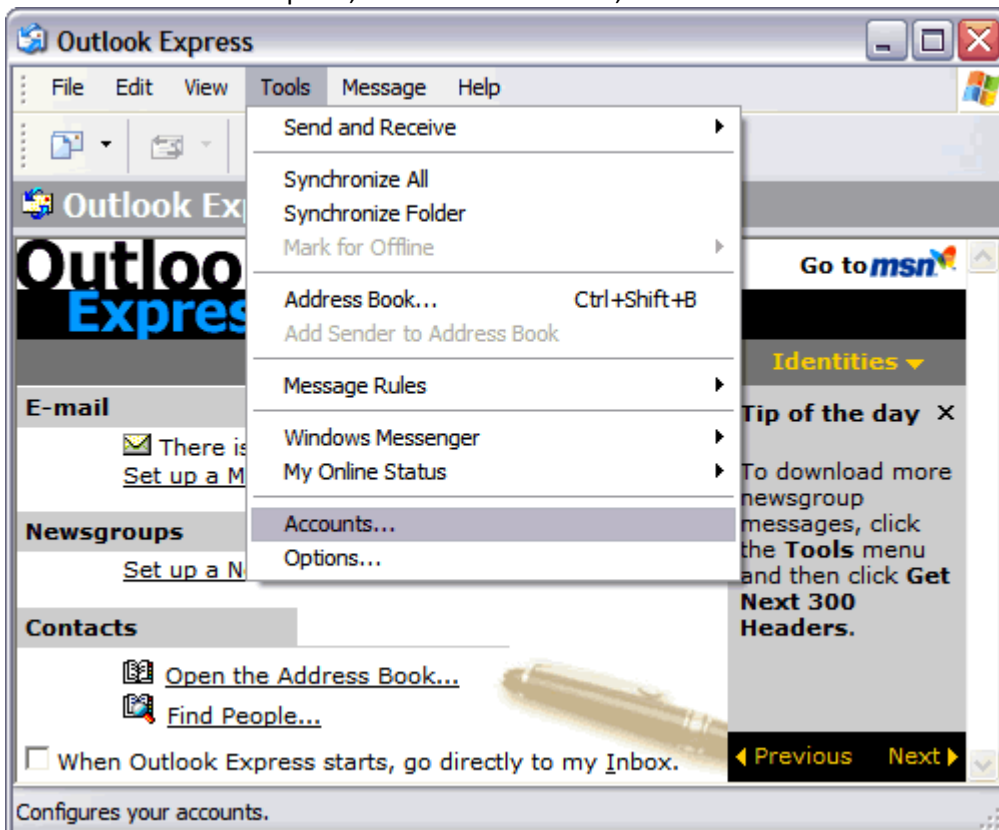 Outlook Express
File Edit View Tools Message Help
Send and Receive
Synchronize All
Synchronize Folder
Mark for Offline
Address Book... Ctrl+Shift+B
Add Sender to Address Book
Message Rules
Windows Messenger
My Online Status
Accounts...
Options...
Outlook Ex
Outloo
Expres
Go to msn
Identities
E-mail
There is
Set up a M
Newsgroups
Set up a N
Contacts
Open the Address Book...
Find People...
When Outlook Express starts, go directly to my Inbox.
Tip of the day X
To download more
newsgroup
messages, click
the Tools menu
and then click Get
Next 300
Headers.
Previous Next
Configures your accounts.